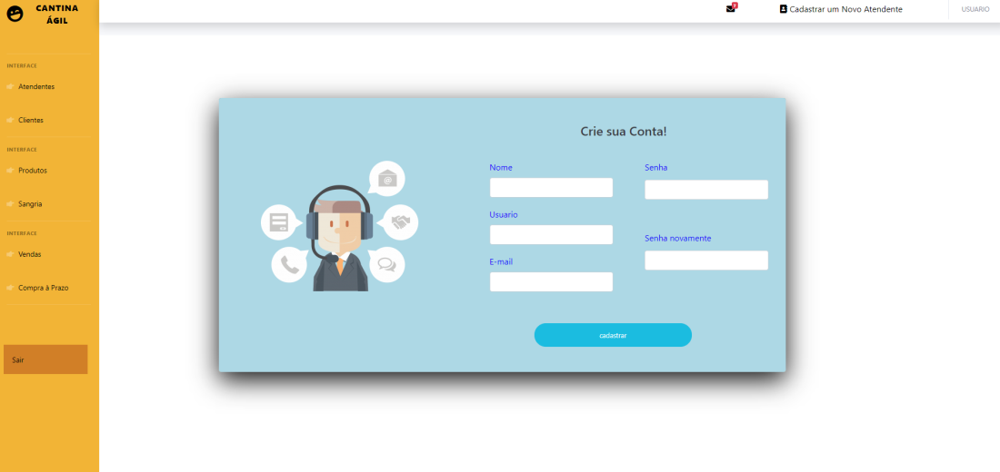 CANTINA
ÁGIL
Cadastrar um Novo Atendente
USUARIO
INTERFACE
Atendentes
Clientes
INTERFACE
Produtos
Sangria
INTERFACE
Vendas
Compra à Prazo
Sair
Crie sua Conta!
Nome
Senha
Usuario
Senha novamente
E-mail
@
cadastrar